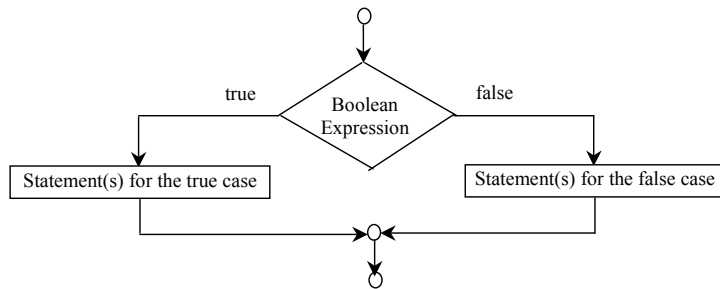 true
false
Boolean
Expression
Statement(s) for the true case
Statement(s) for the false case